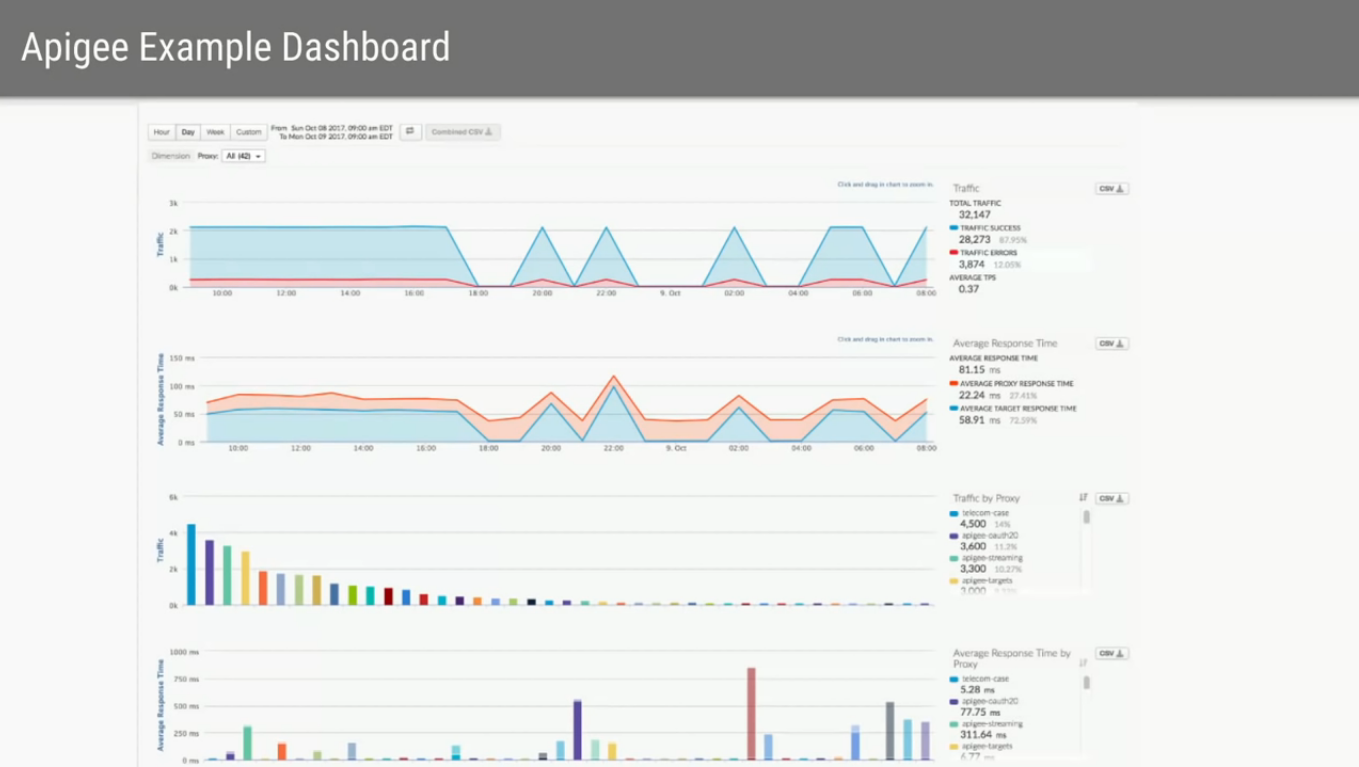 Apigee Example Dashboard
Hour Day Week Custom From Sun Oct 08 2017, 09:00 am EDT Combined CSV
To Mon Oct 09 2017, 09:00 am EDT
Dimension Proxy: All (42)
Click and drag in chart to zoom in.
Traffic
3k
2k
1k
0k
10:00 12:00 14:00 16:00 18:00 20:00 22:00 9. Oct 02:00 04:00 06:00 08:00
Traffic CSV
TOTAL TRAFFIC
32,147
TRAFFIC SUCCESS
28,273 87.95%
TRAFFIC ERRORS
3,874 12.05%
AVERAGE TPS
0.37
Click and drag in chart to zoom in.
Average Response Time
150 ms
100 ms
50 ms
0 ms
10:00 12:00 14:00 16:00 18:00 20:00 22:00 9. Oct 02:00 04:00 06:00 08:00
Average Response Time CSV
AVERAGE RESPONSE TIME
81.15 ms
AVERAGE PROXY RESPONSE TIME
22.24 ms 27.41%
AVERAGE TARGET RESPONSE TIME
58.91 ms 72.59%
Traffic
6k
4k
2k
0k
Traffic by Proxy CSV
telecom-case
4,500 14%
apigee-oauth20
3,600 11.2%
apigee-streaming
3,300 10.27%
apigee-targets
3,000
Average Response Time
1000 ms
750 ms
500 ms
250 ms
0 ms
Average Response Time by CSV
Proxy
telecom-case
5.28 ms
apigee-oauth20
77.75 ms
apigee-streaming
311.64 ms
apigee-targets
6.77 ms